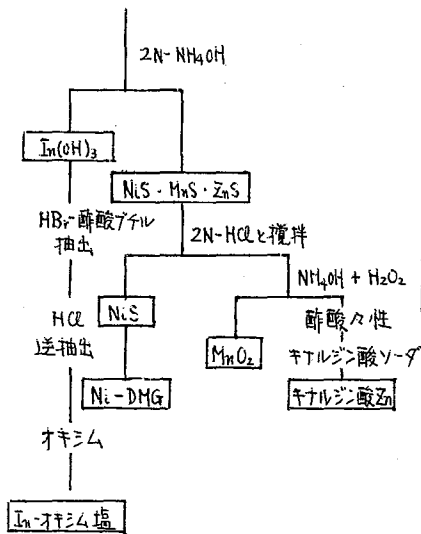 2N-NH4OH
In(OH)3
NiS・MnS・ZnS
HBr-酢酸ブチル
抽出
2N-HClと撹拌
NH4OH + H2O2
HCl
逆抽出
NiS
MnO2
酢酸々性
キナルジン酸ソーダ
Ni-DMG
キナルジン酸Zn
オキシム
In-オキシム塩